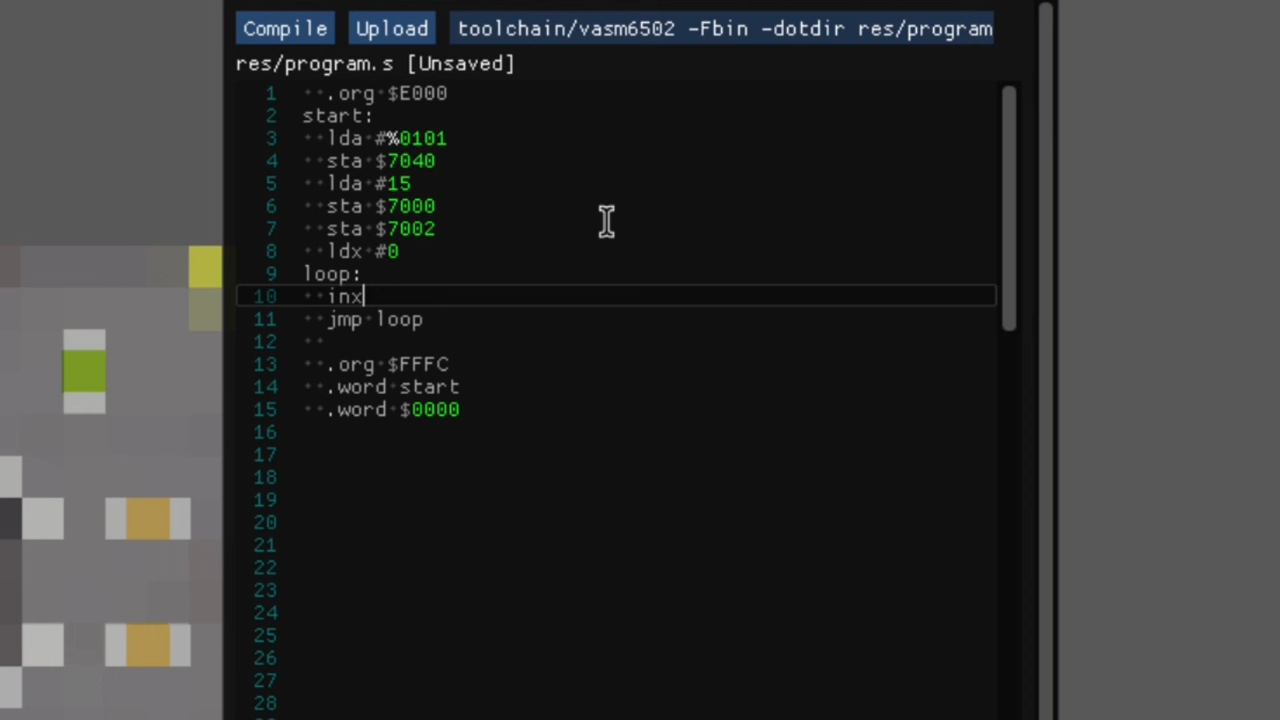 Compile Upload toolchain/vasm6502 -Fbin -dotdir res/program
res/program.s [Unsaved]
1 .org $E000
2 start:
3 lda #%0101
4 sta $7040
5 lda #15
6 sta $7000
7 sta $7002
8 ldx #0
9 loop:
10 inx
11 jmp loop
12
13 .org $FFFC
14 .word start
15 .word $0000
16
17
18
19
20
21
22
23
24
25
26
27
28